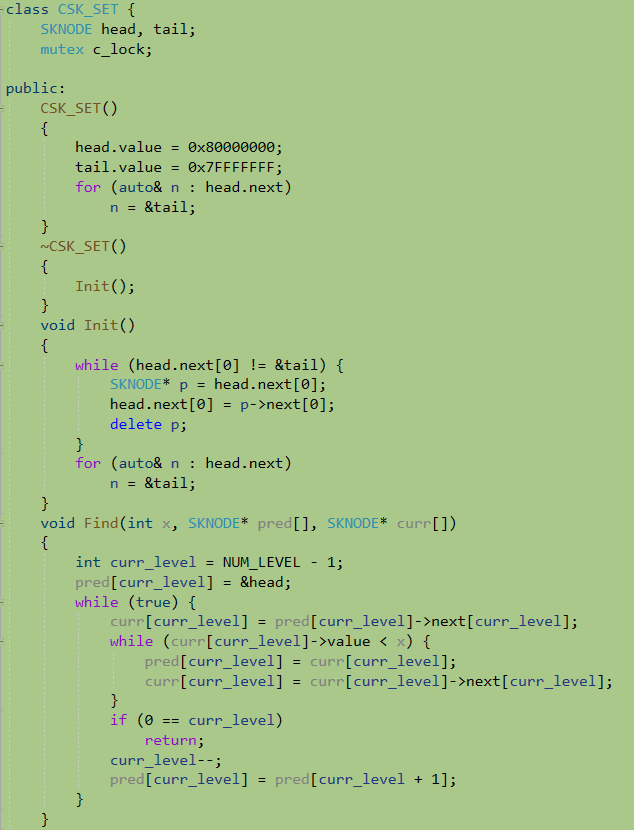 class CSK_SET {
    SKNODE head, tail;
    mutex c_lock;

public:
    CSK_SET()
    {
        head.value = 0x80000000;
        tail.value = 0x7FFFFFFF;
        for (auto& n : head.next)
            n = &tail;
    }
    ~CSK_SET()
    {
        Init();
    }
    void Init()
    {
        while (head.next[0] != &tail) {
            SKNODE* p = head.next[0];
            head.next[0] = p->next[0];
            delete p;
        }
        for (auto& n : head.next)
            n = &tail;
    }
    void Find(int x, SKNODE* pred[], SKNODE* curr[])
    {
        int curr_level = NUM_LEVEL - 1;
        pred[curr_level] = &head;
        while (true) {
            curr[curr_level] = pred[curr_level]->next[curr_level];
            while (curr[curr_level]->value < x) {
                pred[curr_level] = curr[curr_level];
                curr[curr_level] = curr[curr_level]->next[curr_level];
            }
            if (0 == curr_level)
                return;
            curr_level--;
            pred[curr_level] = pred[curr_level + 1];
        }
    }